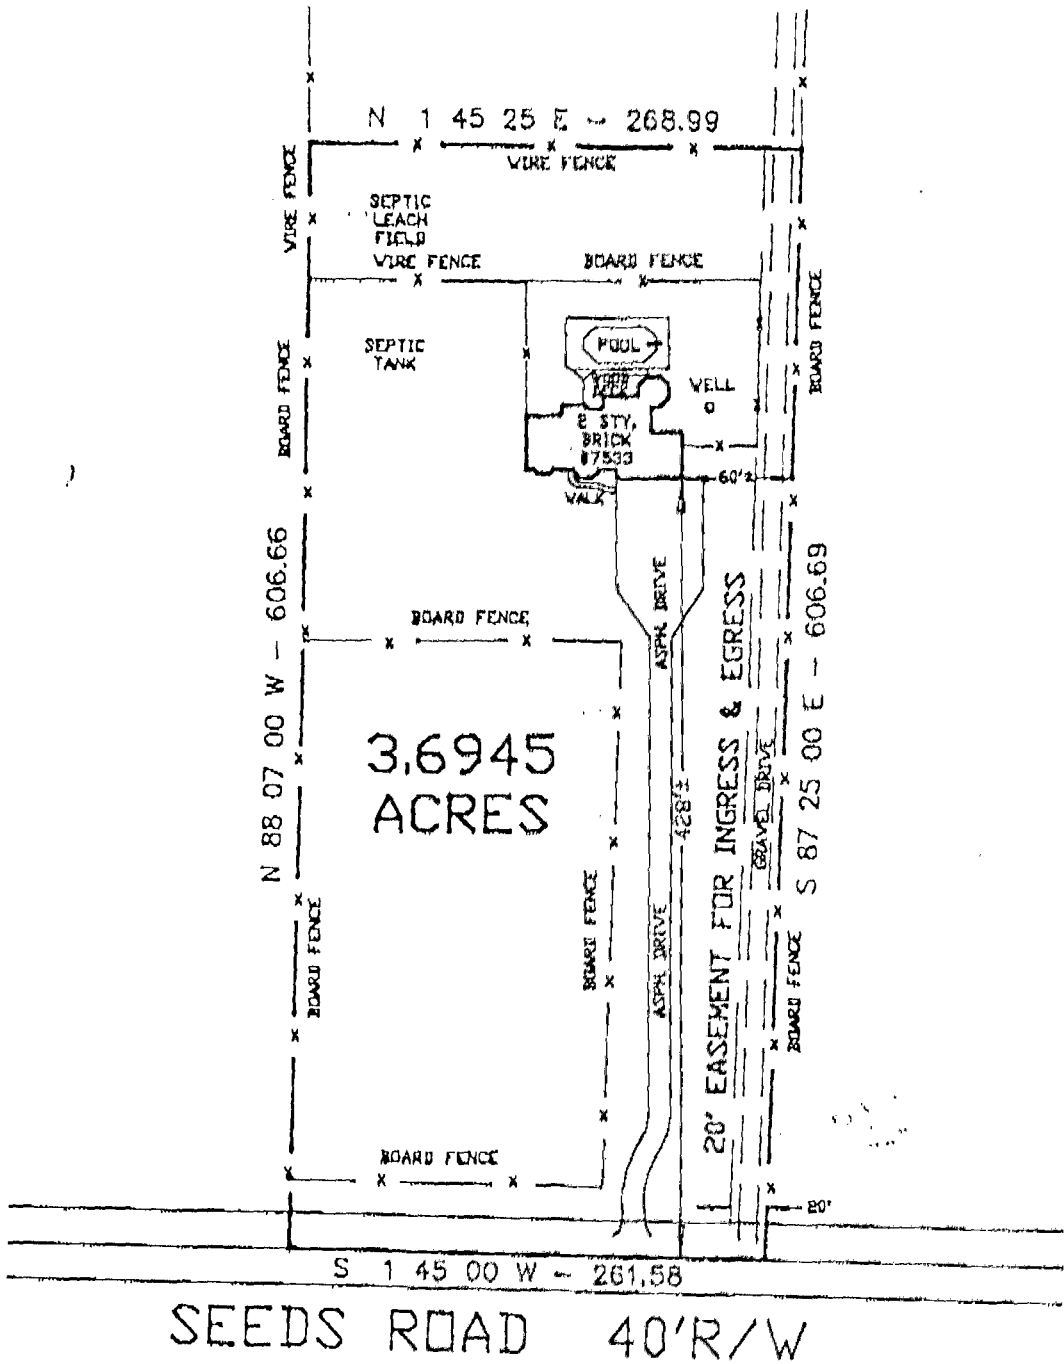 N 1 45 25 E - 268.99
WIRE FENCE
WIRE FENCE
SEPTIC
LEACH
FIELD
WIRE FENCE
BOARD FENCE
BOARD FENCE
BOARD FENCE
SEPTIC
TANK
POOL
WELL
2 STY.
BRICK
#7533
WALK
60'±
N 88 07 00 W - 606.66
S 87 25 00 E - 606.69
BOARD FENCE
ASPH. DRIVE
3.6945
ACRES
428'±
20' EASEMENT FOR INGRESS & EGRESS
GRAVEL DRIVE
BOARD FENCE
BOARD FENCE
ASPH. DRIVE
BOARD FENCE
BOARD FENCE
20'
S 1 45 00 W - 261.58
SEEDS ROAD 40'R/W